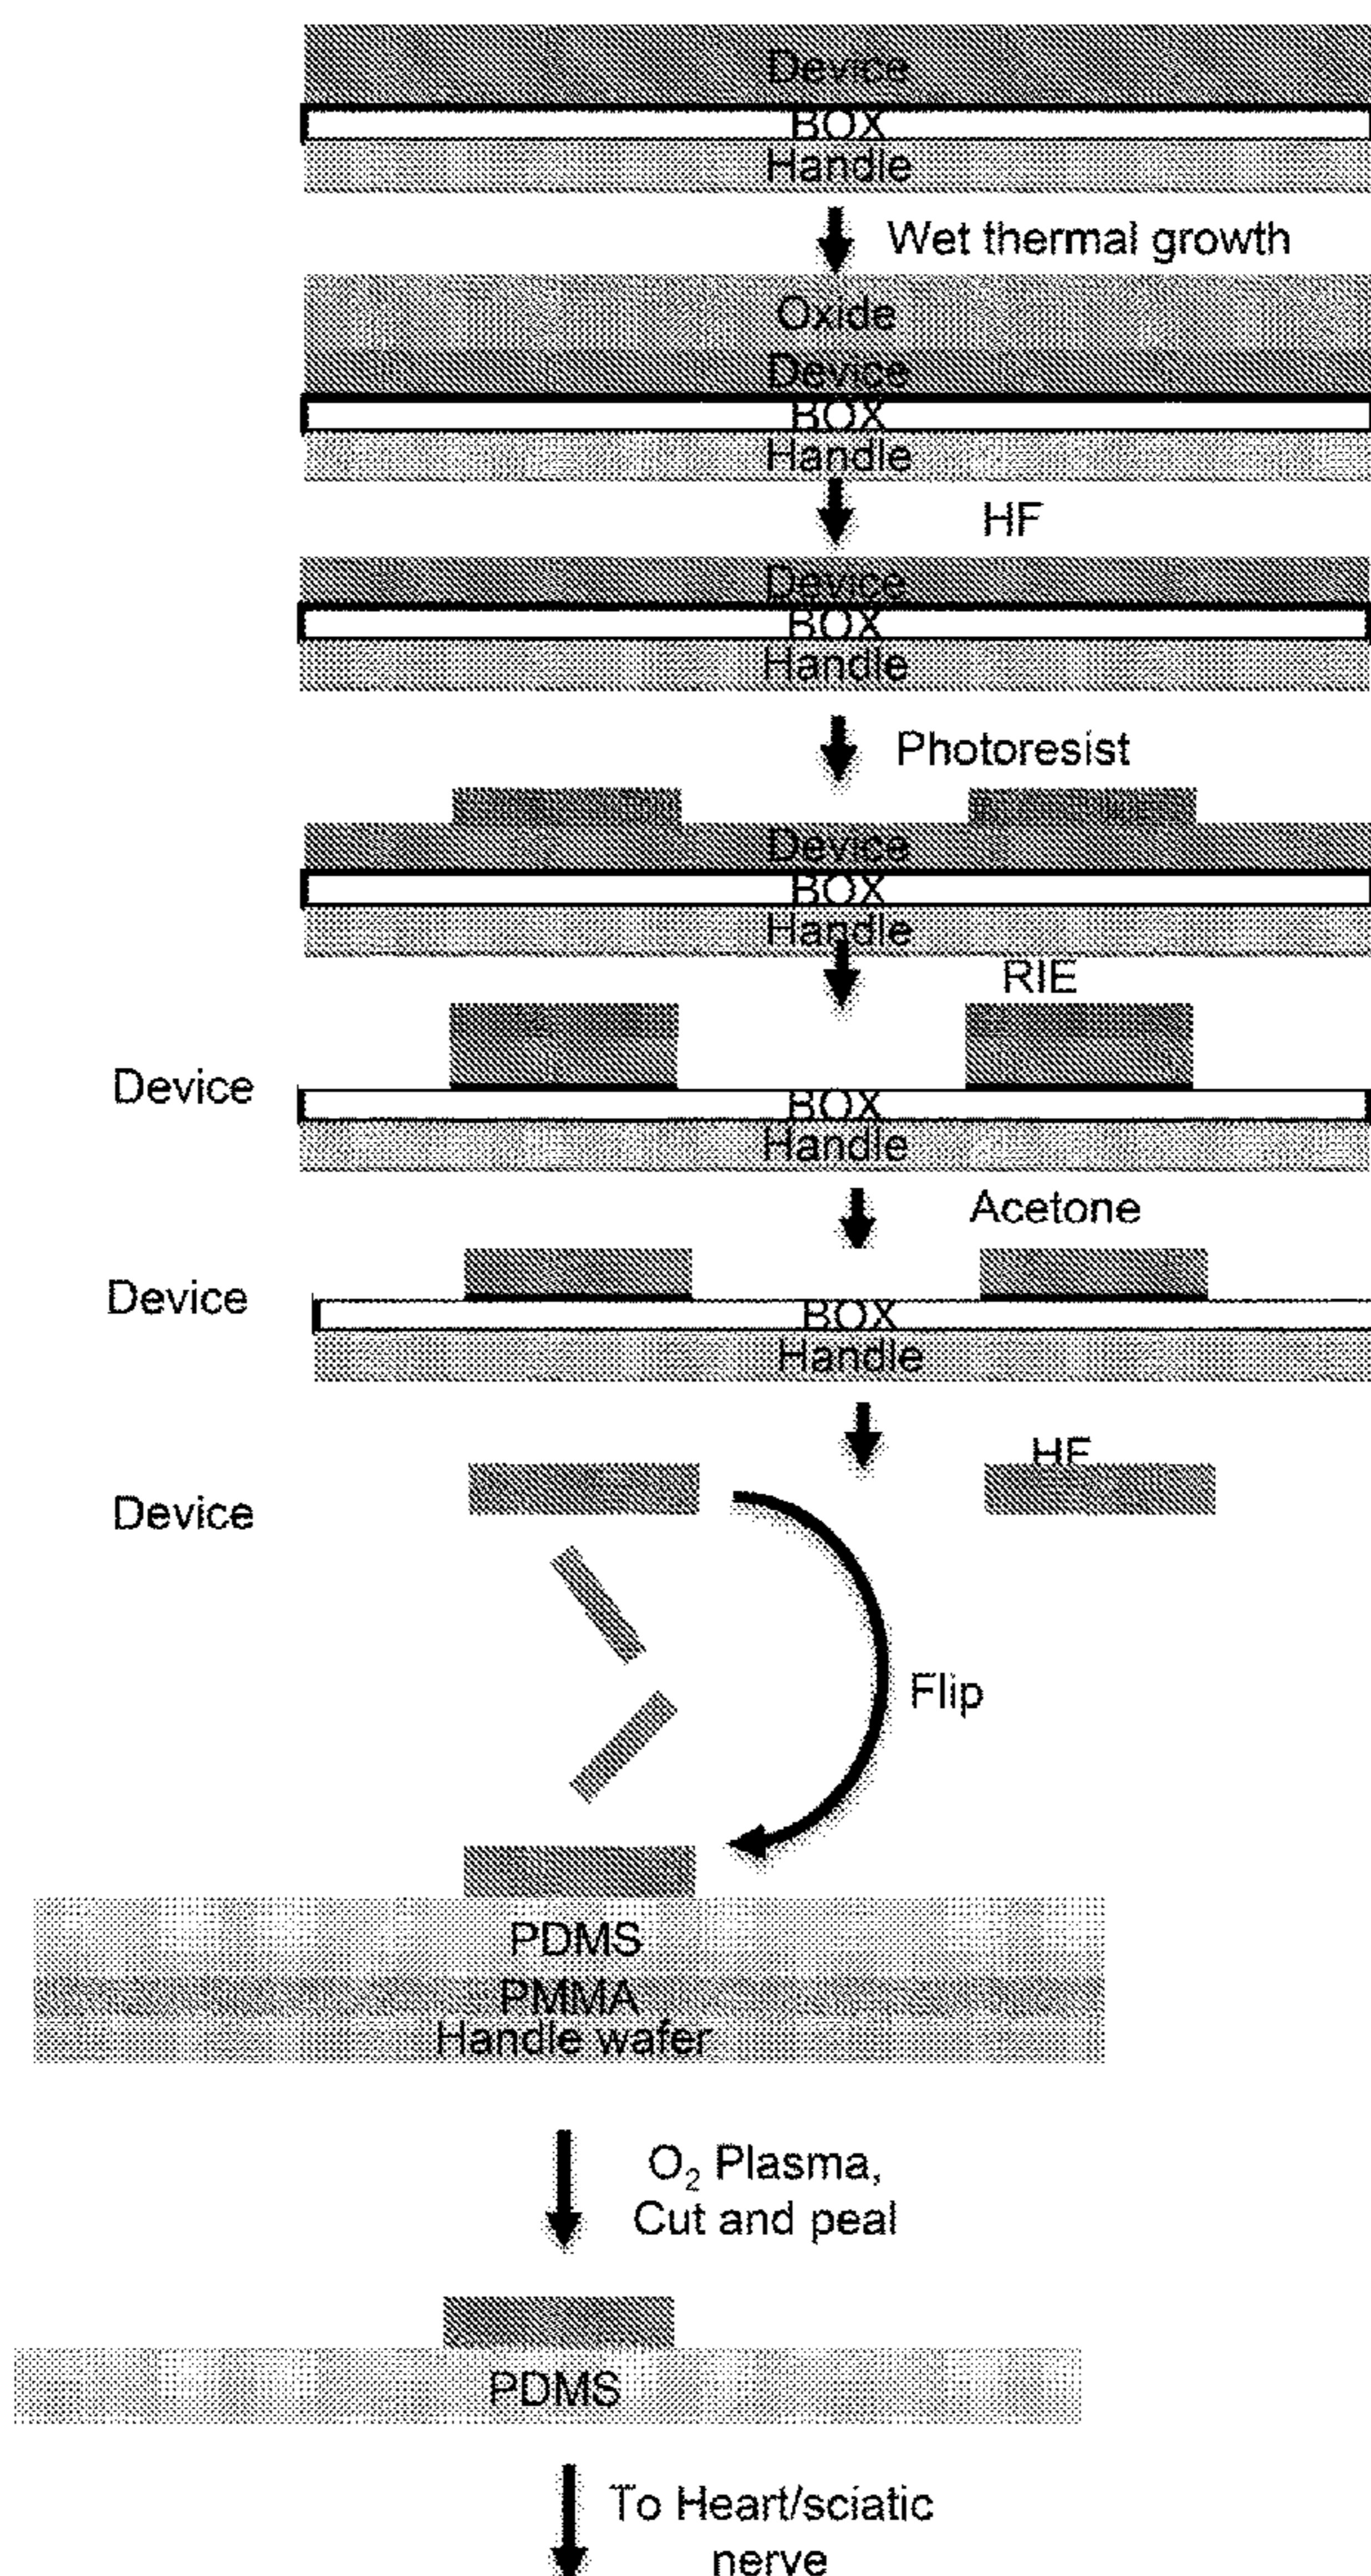 Device
BOX
Handle
Wet thermal growth
Oxide
Device
BOX
Handle
HF
Device
BOX
Handle
Photoresist
Device
BOX
Handle
RIE
Device
BOX
Handle
Acetone
Device
BOX
Handle
HF
Device
Flip
PDMS
PMMA
Handle wafer
O₂ Plasma,
Cut and peal
PDMS
To Heart/sciatic
nerve